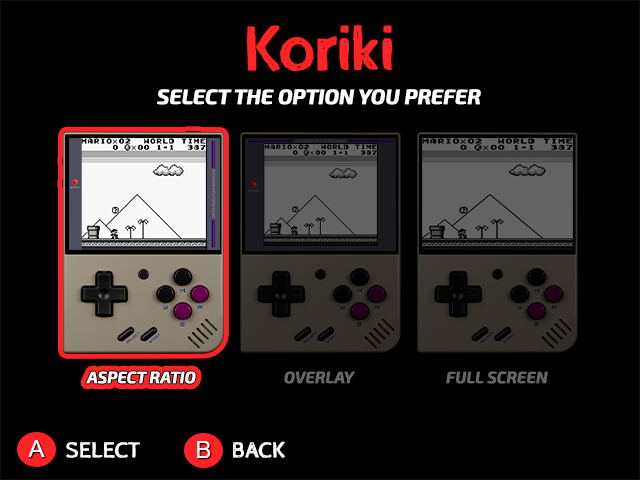 Koriki
SELECT THE OPTION YOU PREFER
MARIO×02 WORLD TIME
0 ×00 1-1 387
MARIO×02 WORLD TIME
0 ×00 1-1 387
MARIO×02 WORLD TIME
0 ×00 1-1 387
ASPECT RATIO
OVERLAY
FULL SCREEN
A SELECT
B BACK